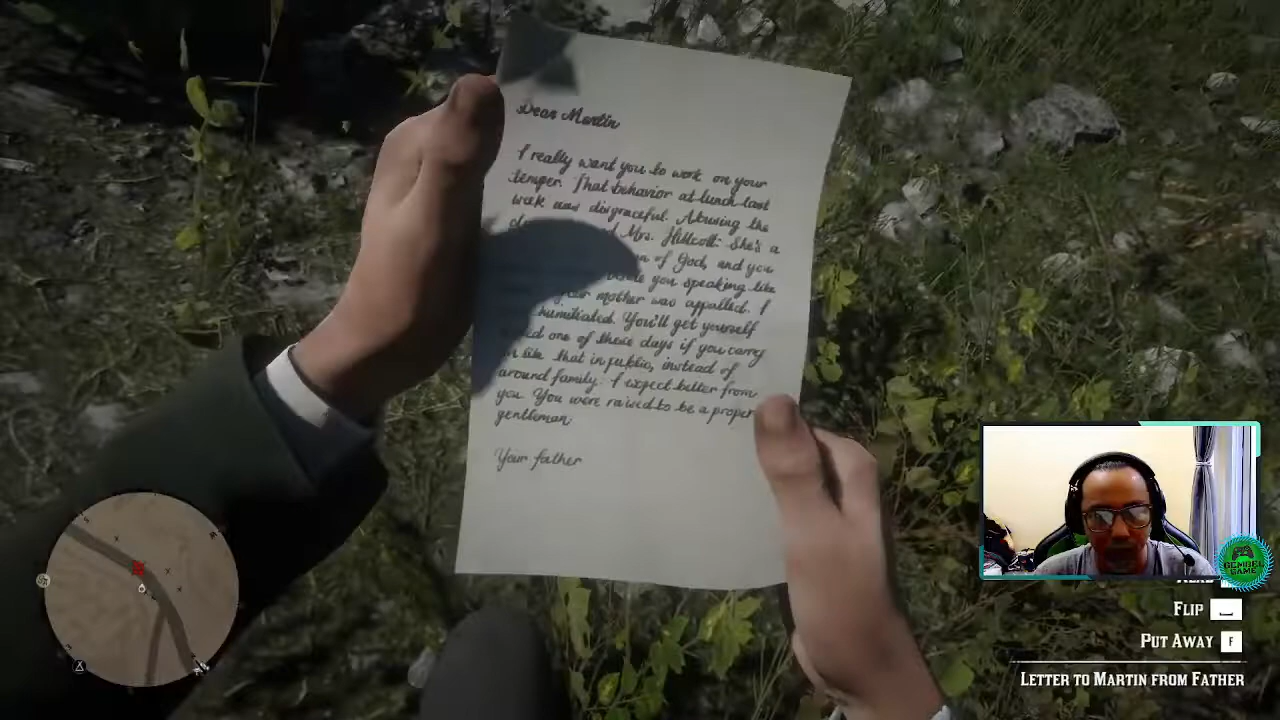 Dear Martin
I really want you to work on your
temper. That behavior at lunch last
week was disgraceful. Abusing the
Mrs. Hillcott. She's a
of God, and you
you speaking like
mother was appalled. I
humiliated. You'll get yourself
one of these days if you carry
like that in public, instead of
around family. I expect better from
you. You were raised to be a proper
gentleman.
Your father
GEMBEL
GAME
FLIP
PUT AWAY F
LETTER TO MARTIN FROM FATHER